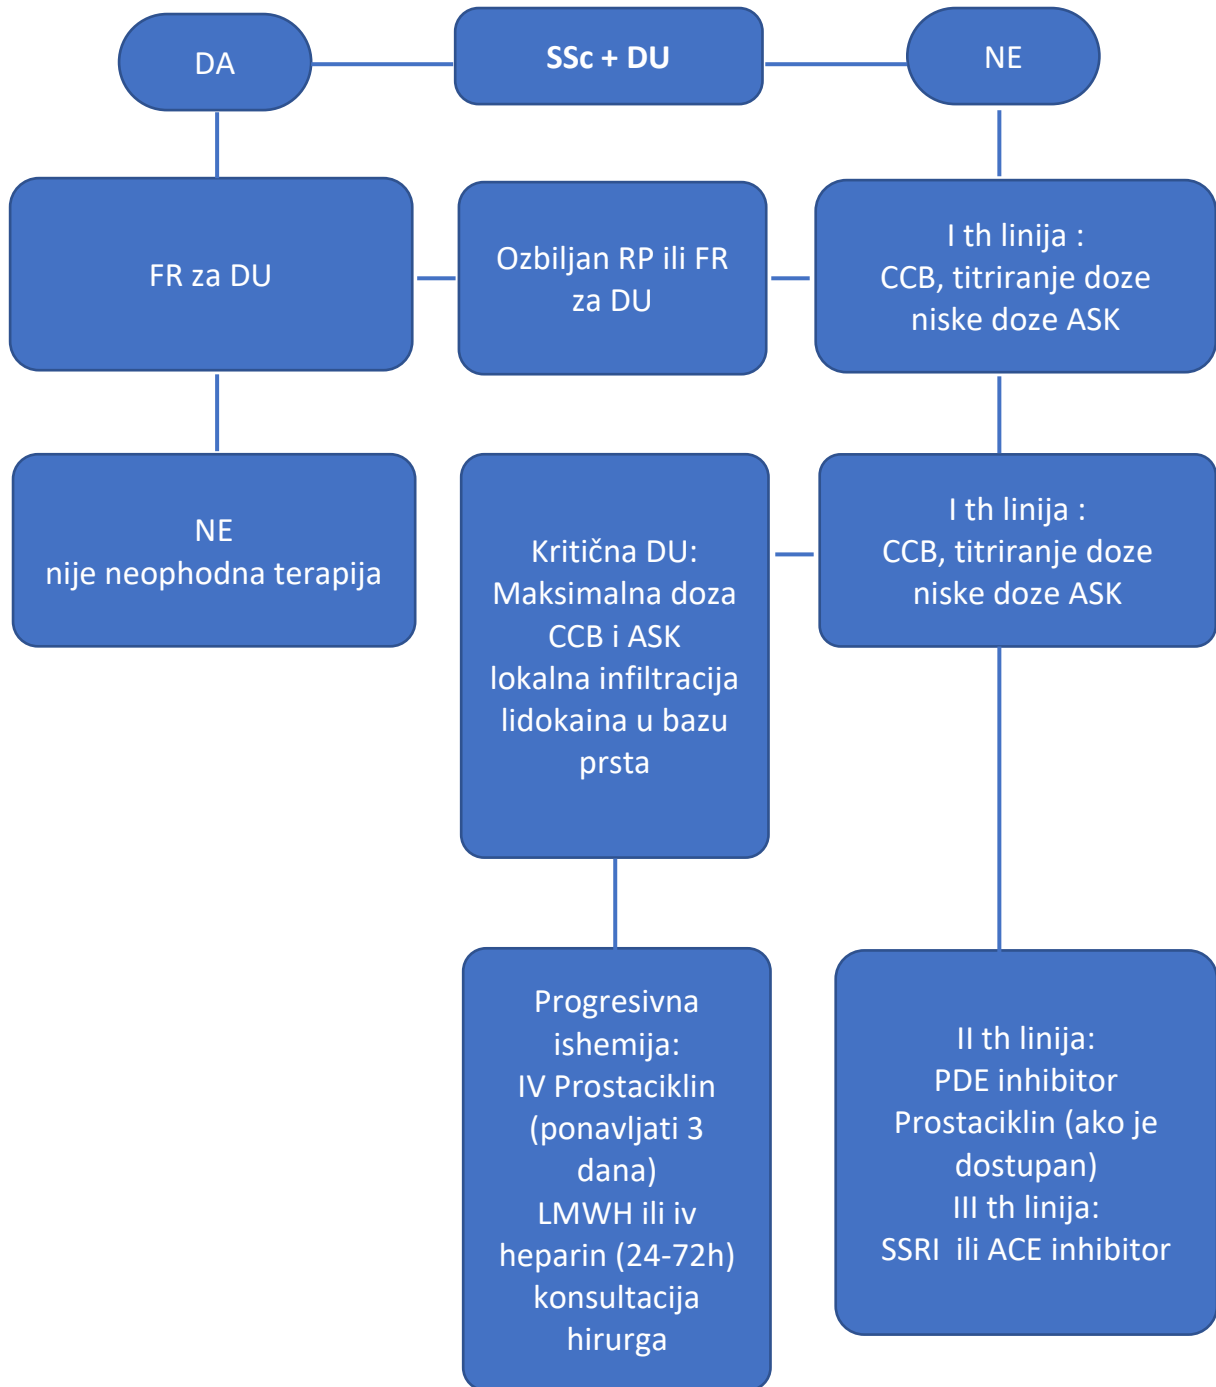 DA
SSc + DU
NE
FR za DU
Ozbiljan RP ili FR
za DU
I th linija :
CCB, titriranje doze
niske doze ASK
NE
nije neophodna terapija
Kritična DU:
Maksimalna doza
CCB i ASK
lokalna infiltracija
lidokaina u bazu
prsta
I th linija :
CCB, titriranje doze
niske doze ASK
Progresivna
ishemija:
IV Prostaciklin
(ponavljati 3
dana)
LMWH ili iv
heparin (24-72h)
konsultacija
hirurga
II th linija:
PDE inhibitor
Prostaciklin (ako je
dostupan)
III th linija:
SSRI  ili ACE inhibitor